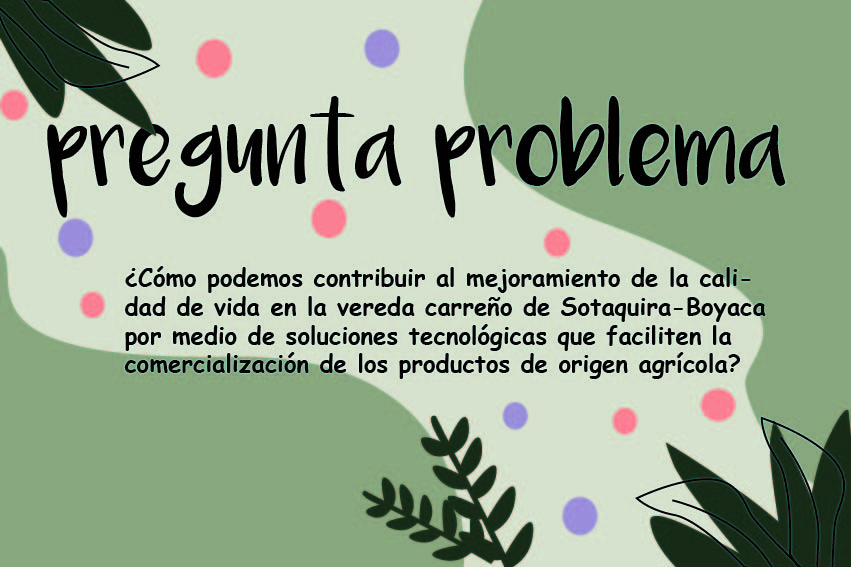 pregunta problema
¿Cómo podemos contribuir al mejoramiento de la cali-
dad de vida en la vereda carreño de Sotaquira-Boyaca
por medio de soluciones tecnológicas que faciliten la
comercialización de los productos de origen agrícola?